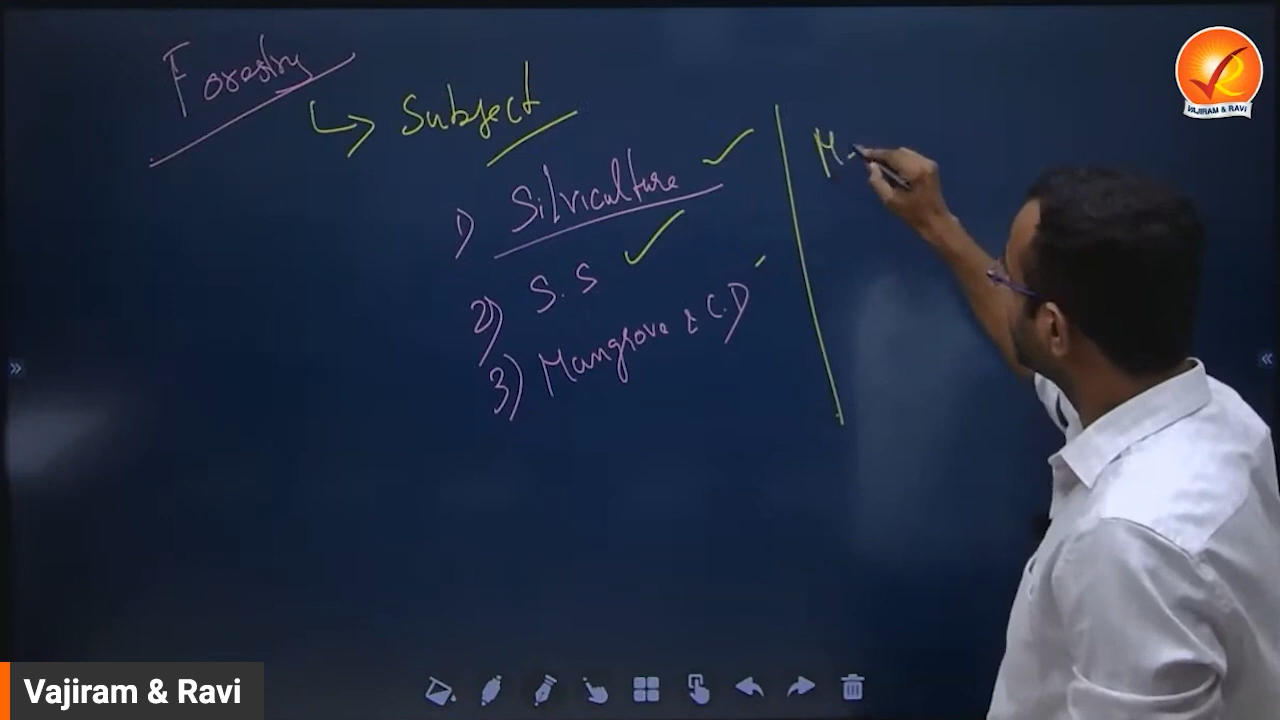 Forestry
Subject
1) Silviculture
2) S.S
3) Mangrove & C.D
M
VAJIRAM & RAVI
Vajiram & Ravi